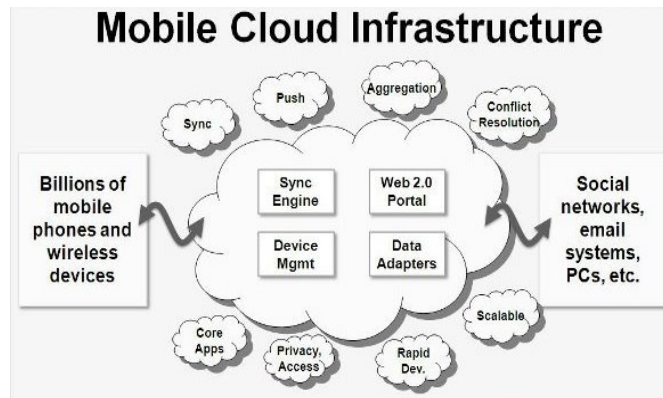 Mobile Cloud Infrastructure
Aggregation
Push
Conflict
Resolution
Sync
Billions of
mobile
phones and
wireless
devices
Sync
Engine
Web 2.0
Portal
Device
Mgmt
Data
Adapters
Social
networks,
email
systems,
PCs, etc.
Core
Apps
Privacy,
Access
Rapid
Dev.
Scalable